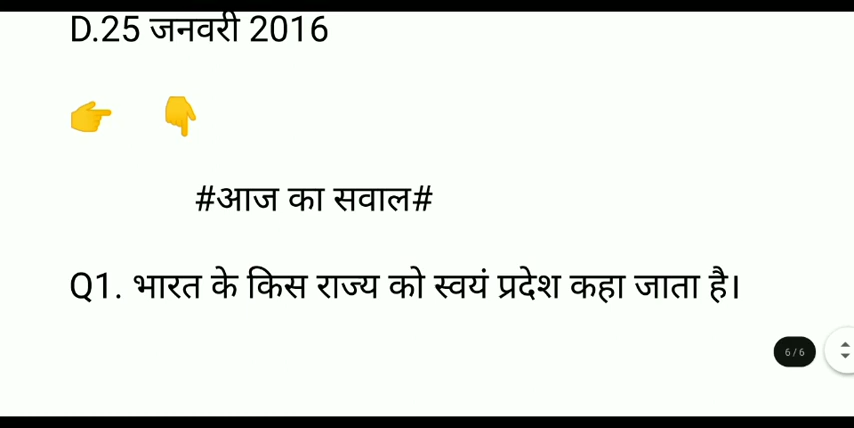 D.25 जनवरी 2016
#आज का सवाल#
Q1. भारत के किस राज्य को स्वयं प्रदेश कहा जाता है।
6/6